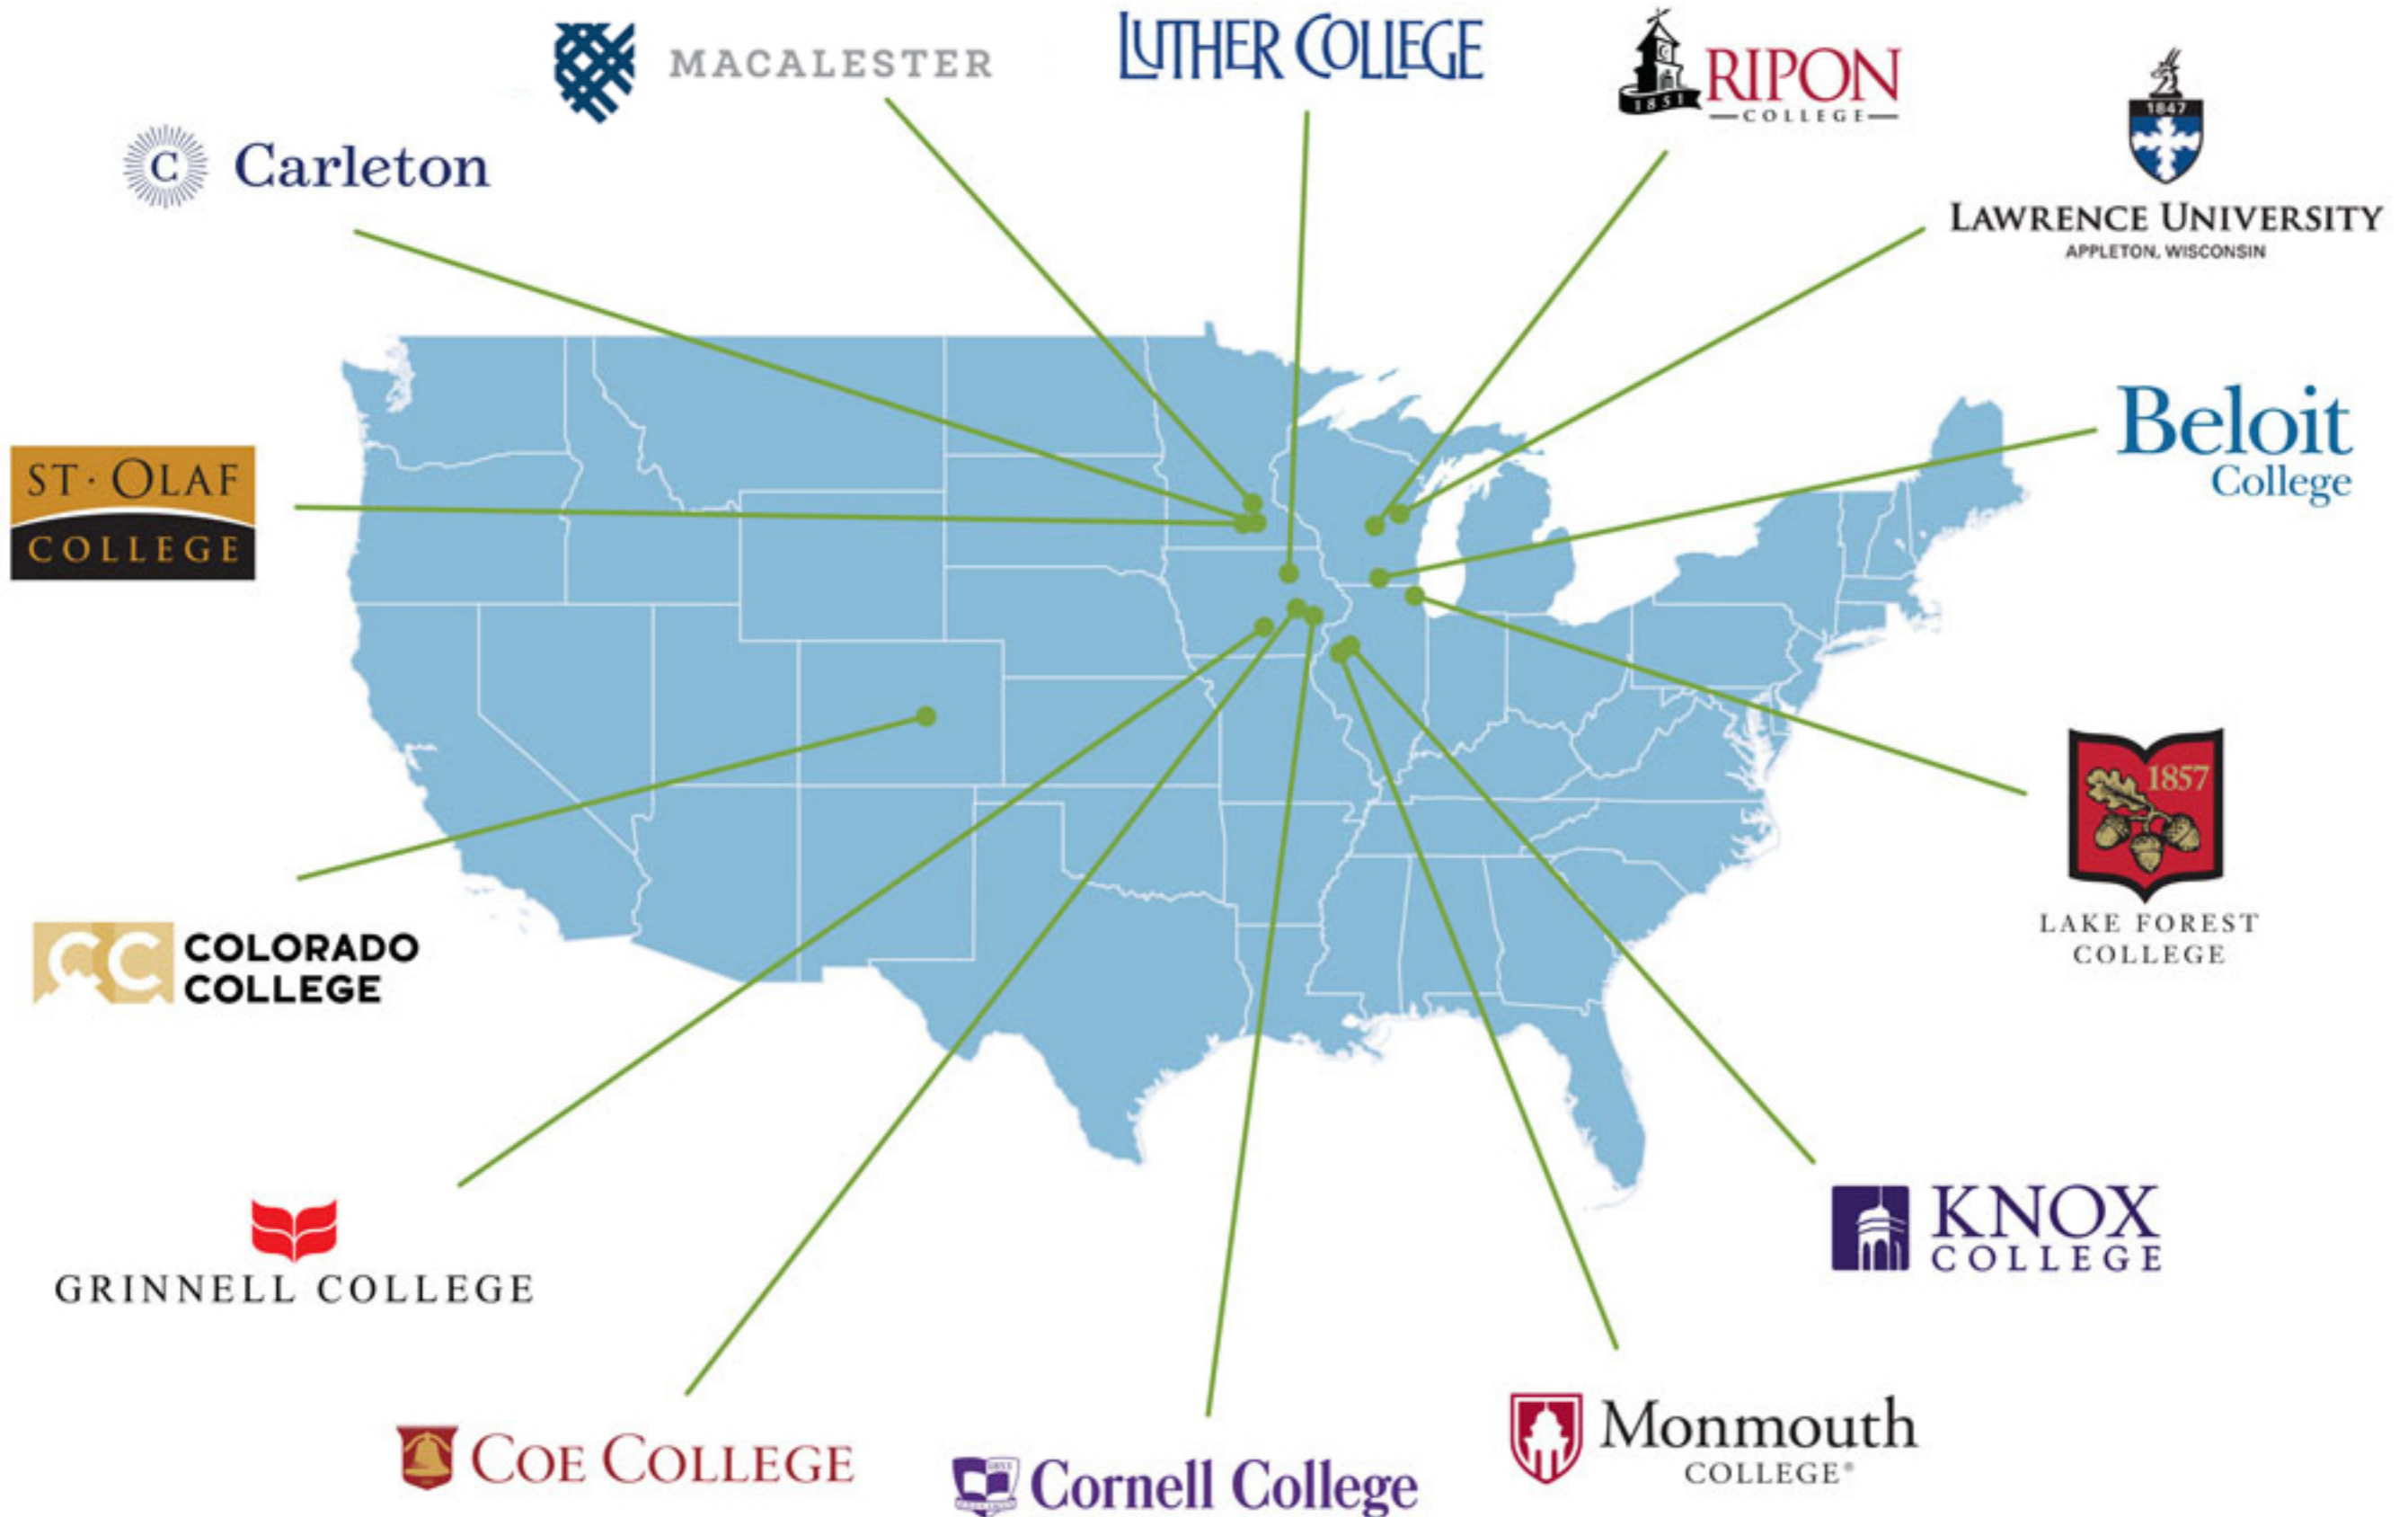 MACALESTER
LUTHER COLLEGE
1851
RIPON
COLLEGE
1847
LAWRENCE UNIVERSITY
APPLETON, WISCONSIN
C
Carleton
Beloit
College
ST · OLAF
COLLEGE
1857
LAKE FOREST
COLLEGE
CC
COLORADO
COLLEGE
KNOX
COLLEGE
GRINNELL COLLEGE
Monmouth
COLLEGE®
COE COLLEGE
Cornell College